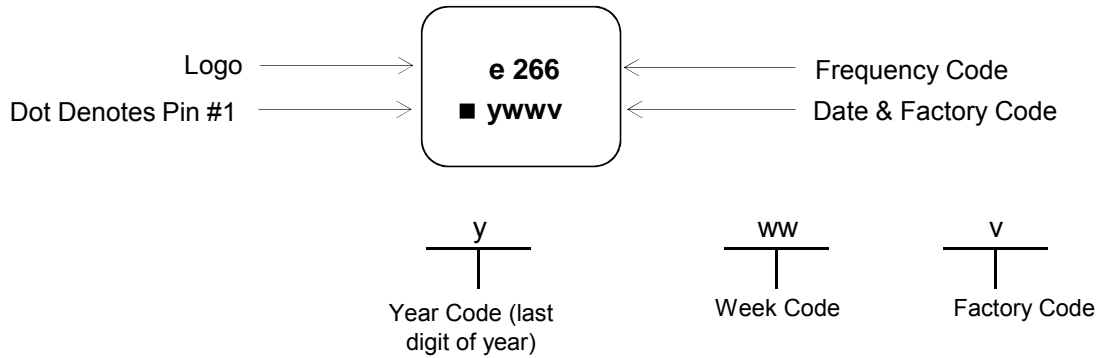 Logo
e 266
Frequency Code
Dot Denotes Pin #1
■ ywwv
Date & Factory Code
y
ww
v
Year Code (last
digit of year)
Week Code
Factory Code